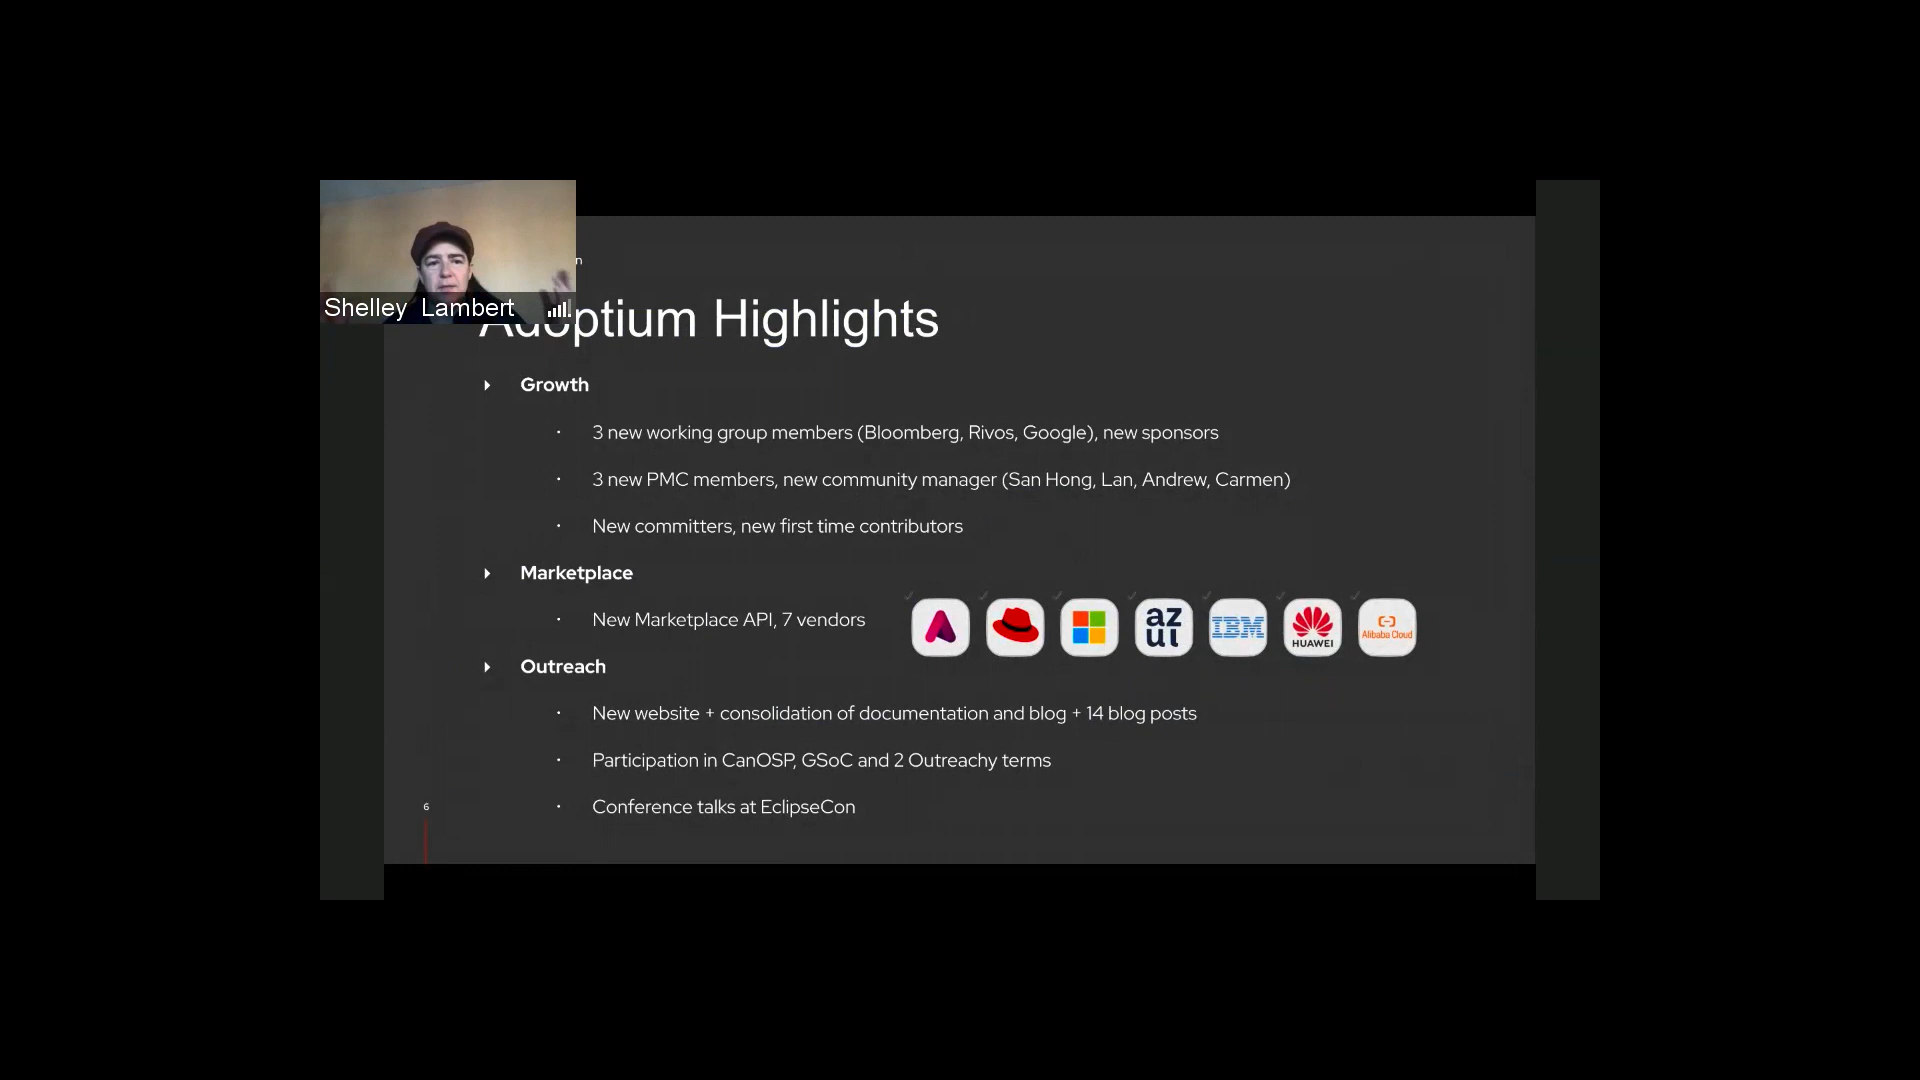 Shelley Lambert
n
Adoptium Highlights
Growth
3 new working group members (Bloomberg, Rivos, Google), new sponsors
3 new PMC members, new community manager (San Hong, Lan, Andrew, Carmen)
New committers, new first time contributors
Marketplace
New Marketplace API, 7 vendors
azul
IBM
HUAWEI
Alibaba Cloud
Outreach
New website + consolidation of documentation and blog + 14 blog posts
Participation in CanOSP, GSoC and 2 Outreachy terms
Conference talks at EclipseCon
6